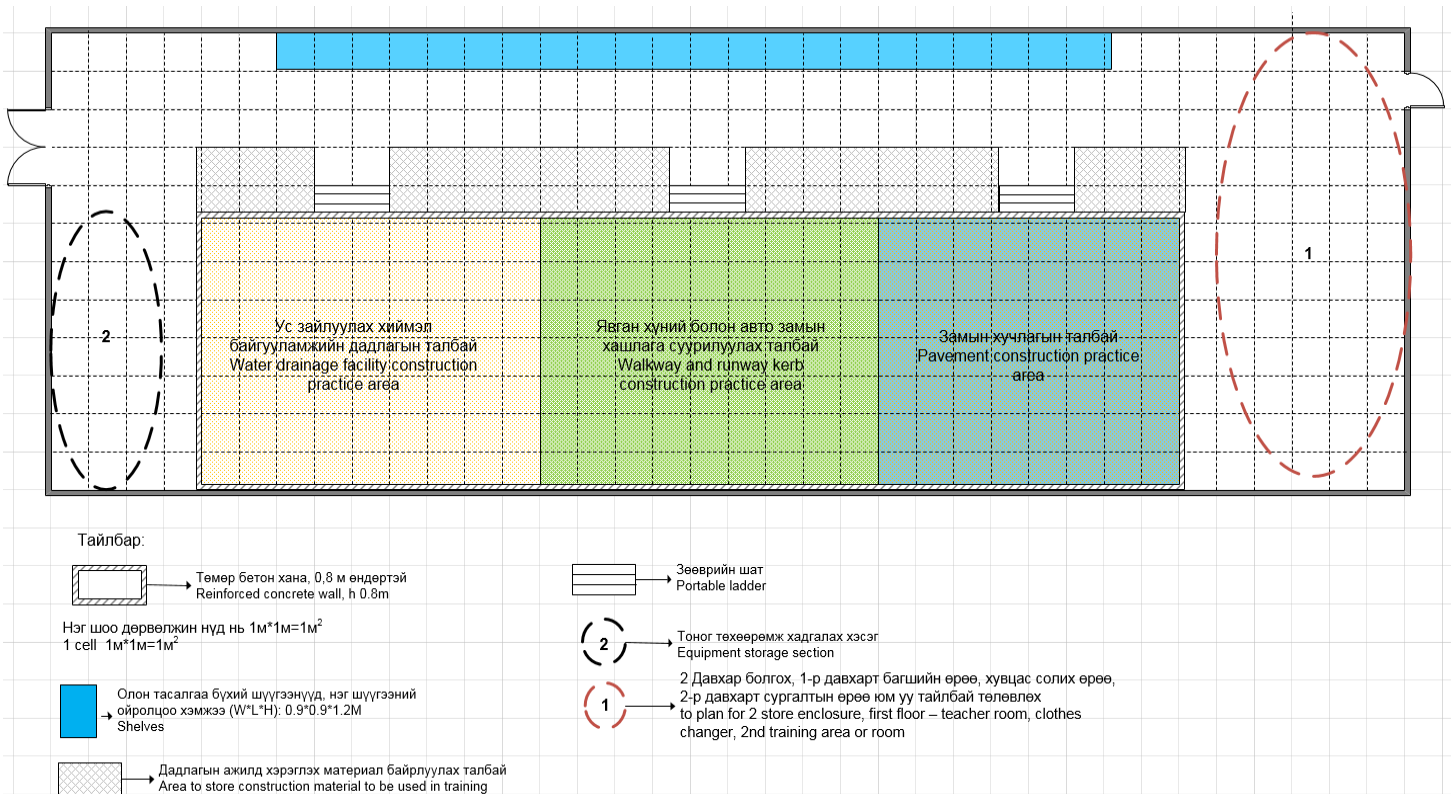 1
2
Ус зайлуулах хиймэл
байгууламжийн дадлагын талбай
Water drainage facility construction
practice area
Явган хүний болон авто замын
хашлага суурилуулах талбай
Walkway and runway kerb
construction practice area
Замын хучлагын талбай
Pavement construction practice
area
Тайлбар:
Төмөр бетон хана, 0,8 м өндөртэй
Reinforced concrete wall, h 0.8m
Нэг шоо дөрвөлжин нүд нь 1м*1м=1м²
1 cell 1м*1м=1м²
Олон тасалгаа бүхий шүүгээнүүд, нэг шүүгээний
ойролцоо хэмжээ (W*L*H): 0.9*0.9*1.2М
Shelves
Дадлагын ажилд хэрэглэх материал байрлуулах талбай
Area to store construction material to be used in training
Зөөврийн шат
Portable ladder
2
Тоног төхөөрөмж хадгалах хэсэг
Equipment storage section
1
2 Давхар болгох, 1-р давхарт багшийн өрөө, хувцас солих өрөө,
2-р давхарт сургалтын өрөө юм уу талбай төлөвлөх
to plan for 2 store enclosure, first floor – teacher room, clothes
changer, 2nd training area or room